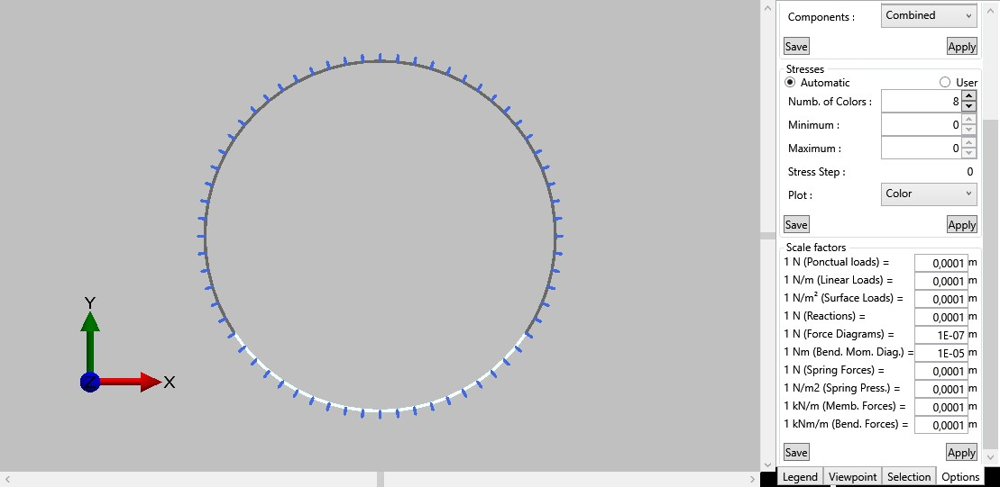 Components : Combined
Save Apply
Stresses
Automatic User
Numb. of Colors : 8
Minimum : 0
Maximum : 0
Stress Step : 0
Plot : Color
Save Apply
Scale factors
1 N (Ponctual loads) = 0,0001 m
1 N/m (Linear Loads) = 0,0001 m
1 N/m² (Surface Loads) = 0,0001 m
1 N (Reactions) = 0,0001 m
1 N (Force Diagrams) = 1E-07 m
1 Nm (Bend. Mom. Diag.) = 1E-05 m
1 N (Spring Forces) = 0,0001 m
1 N/m2 (Spring Press.) = 0,0001 m
1 kN/m (Memb. Forces) = 0,0001 m
1 kNm/m (Bend. Forces) = 0,0001 m
Save Apply
Legend Viewpoint Selection Options
Y
Z X